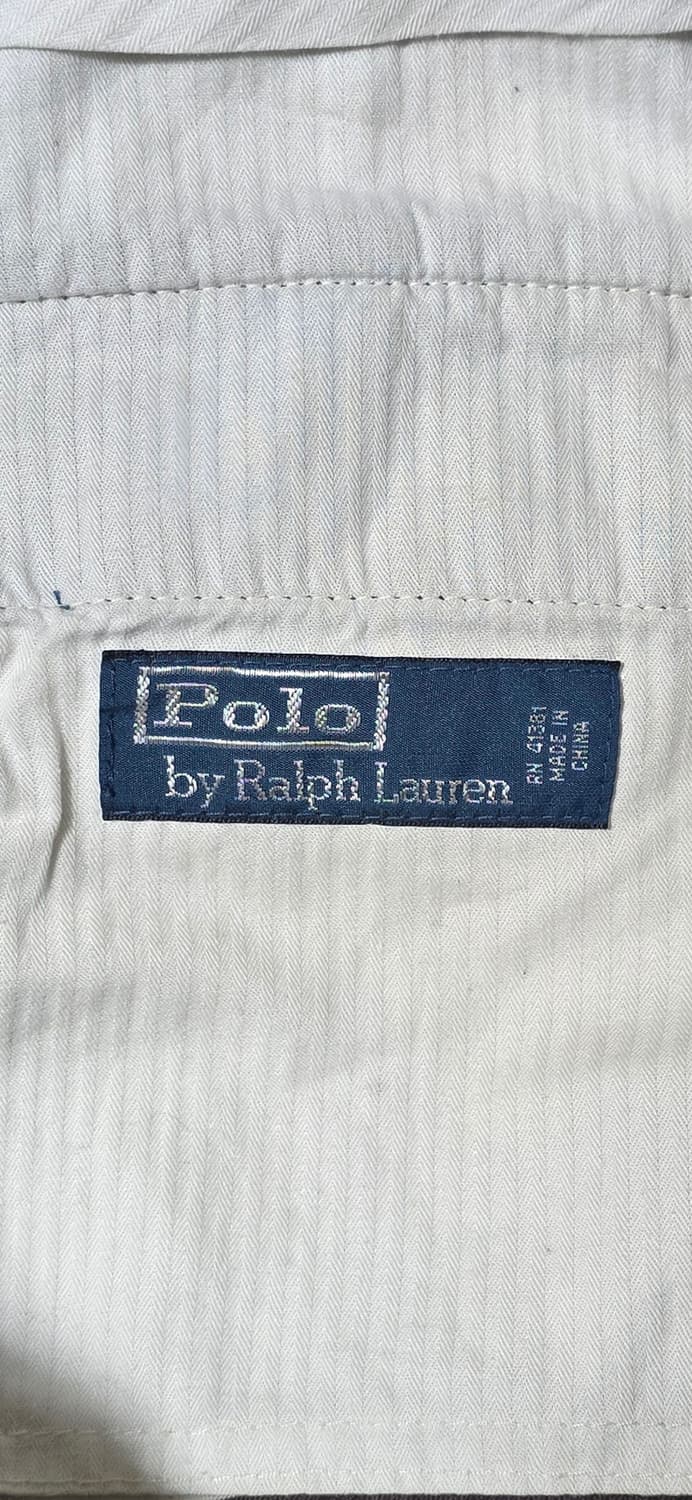 Polo
by Ralph Lauren
RN 41381
MADE IN
CHINA